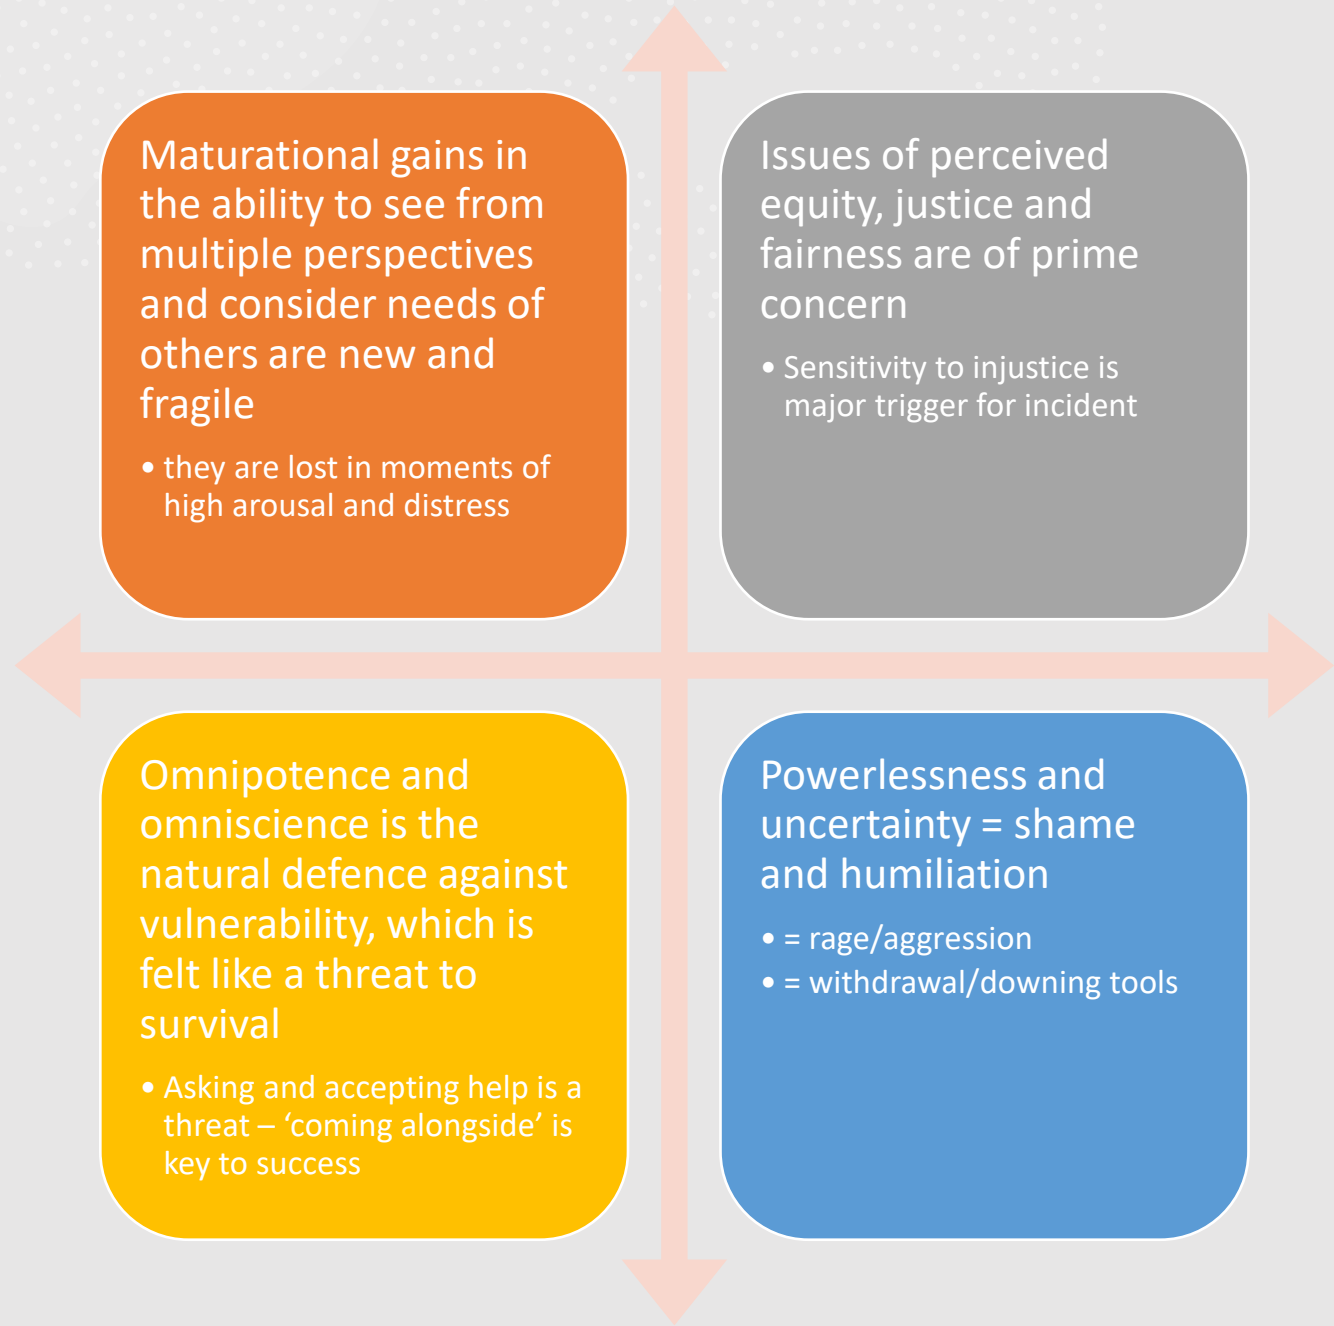 Maturational gains in
the ability to see from
multiple perspectives
and consider needs of
others are new and
fragile
• they are lost in moments of
high arousal and distress
Issues of perceived
equity, justice and
fairness are of prime
concern
• Sensitivity to injustice is
major trigger for incident
Omnipotence and
omniscience is the
natural defence against
vulnerability, which is
felt like a threat to
survival
• Asking and accepting help is a
threat – ‘coming alongside’ is
key to success
Powerlessness and
uncertainty = shame
and humiliation
• = rage/aggression
• = withdrawal/downing tools